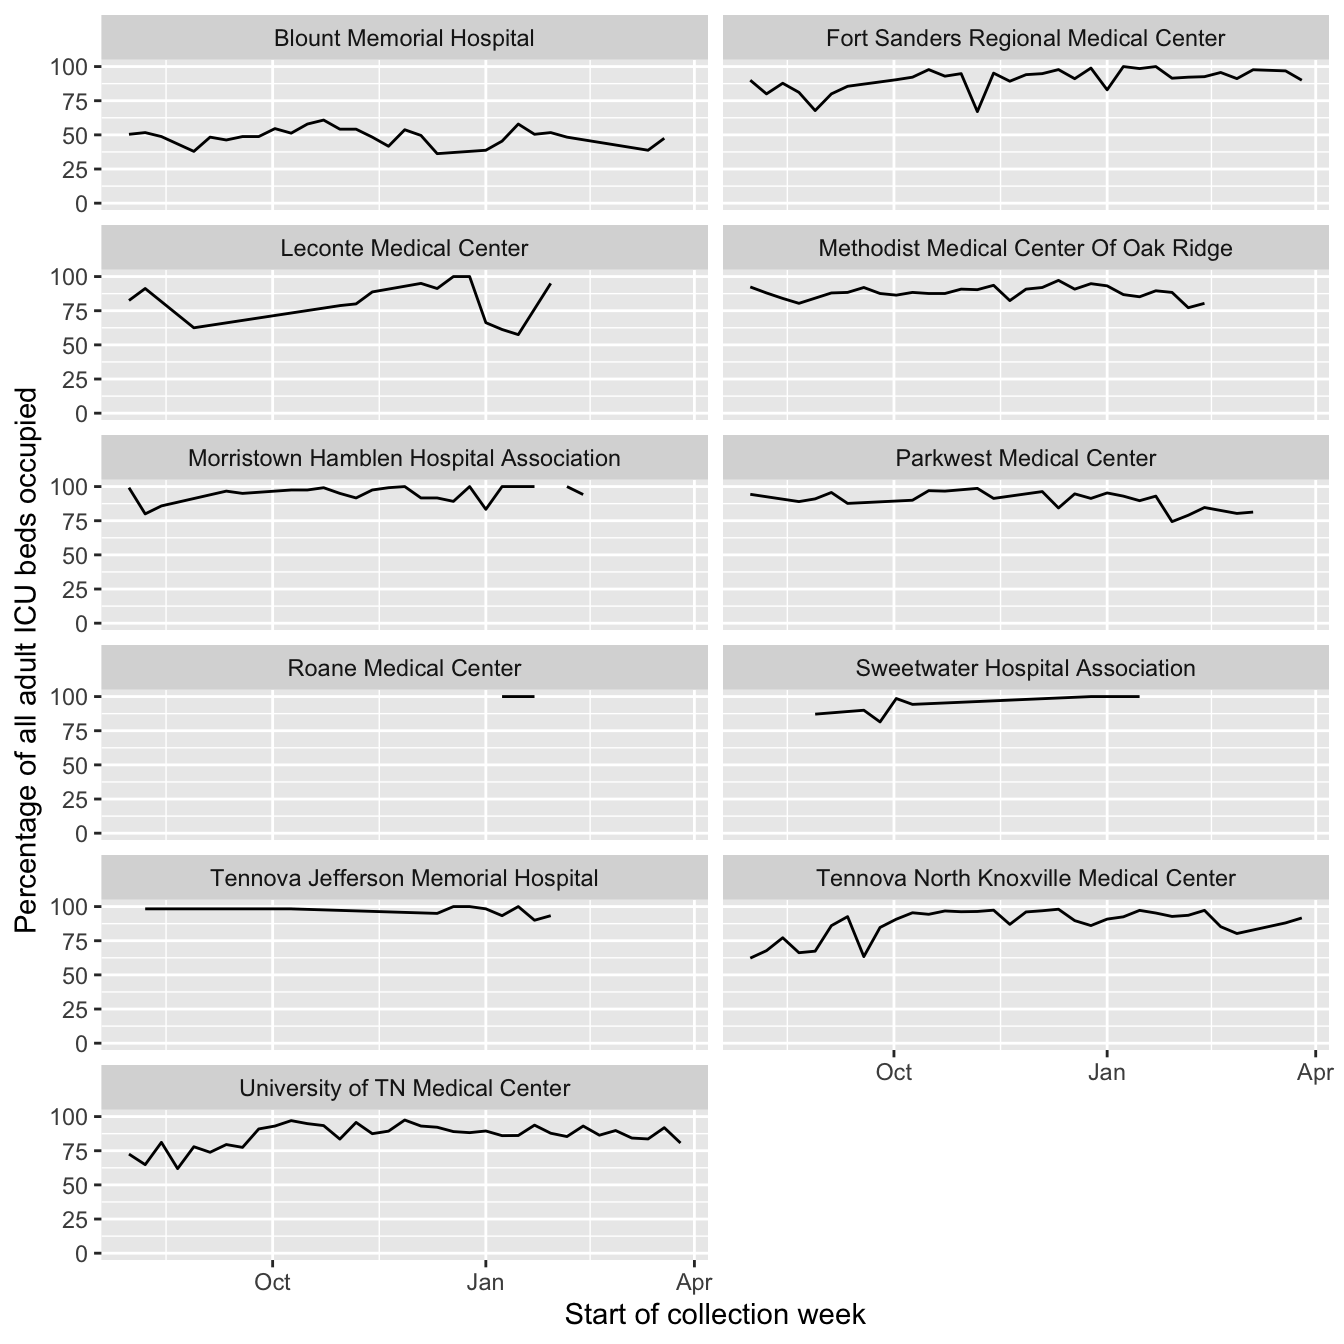 Blount Memorial Hospital
Fort Sanders Regional Medical Center
100
75
50
25
0
Leconte Medical Center
Methodist Medical Center Of Oak Ridge
100
75
50
25
0
Morristown Hamblen Hospital Association
Parkwest Medical Center
100
75
50
25
0
Roane Medical Center
Sweetwater Hospital Association
100
75
50
25
0
Tennova Jefferson Memorial Hospital
Tennova North Knoxville Medical Center
100
75
50
25
0
Oct Jan Apr
University of TN Medical Center
100
75
50
25
0
Oct Jan Apr
Start of collection week
Percentage of all adult ICU beds occupied